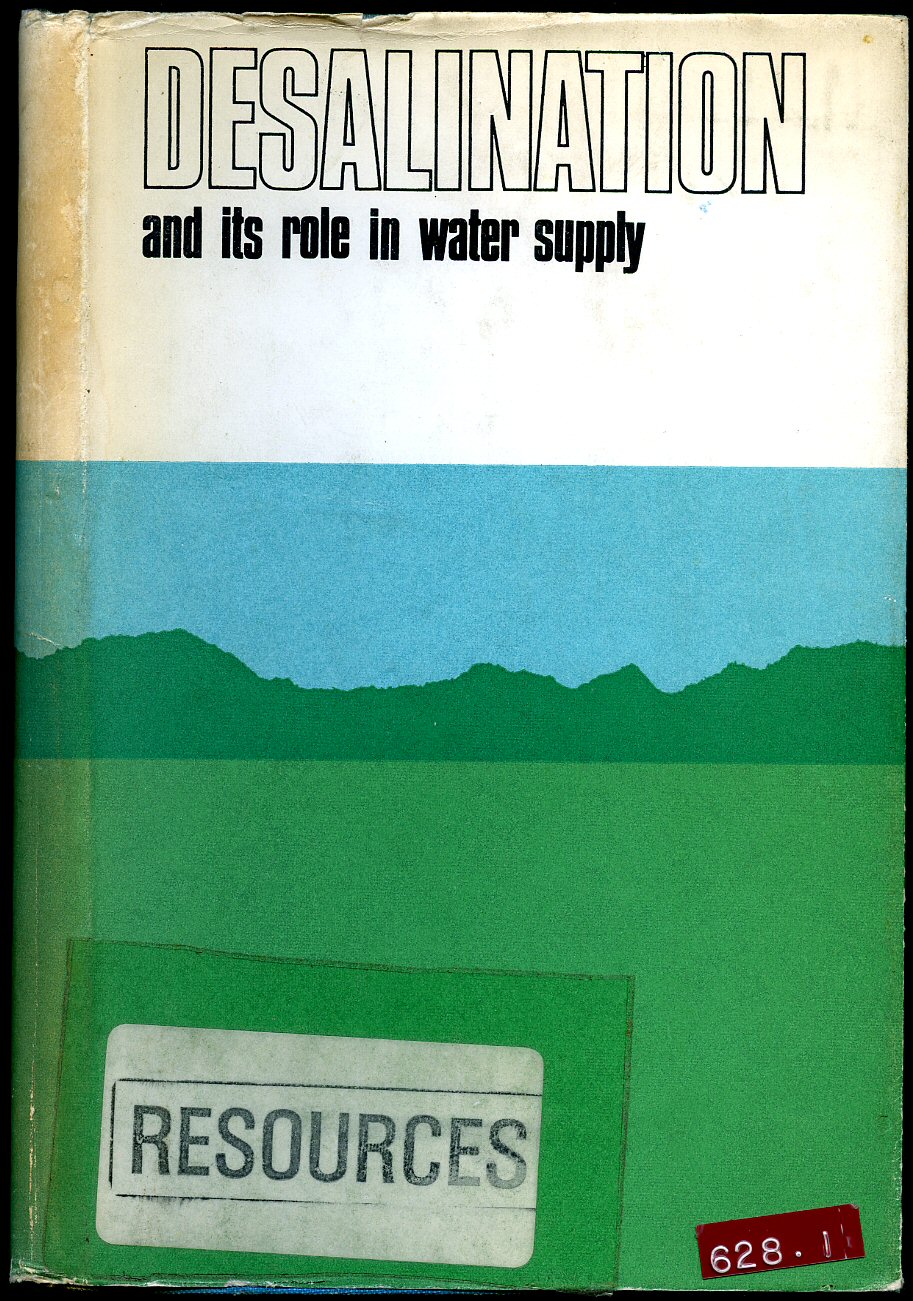 DESALINATION
and its role in water supply
RESOURCES
628.1